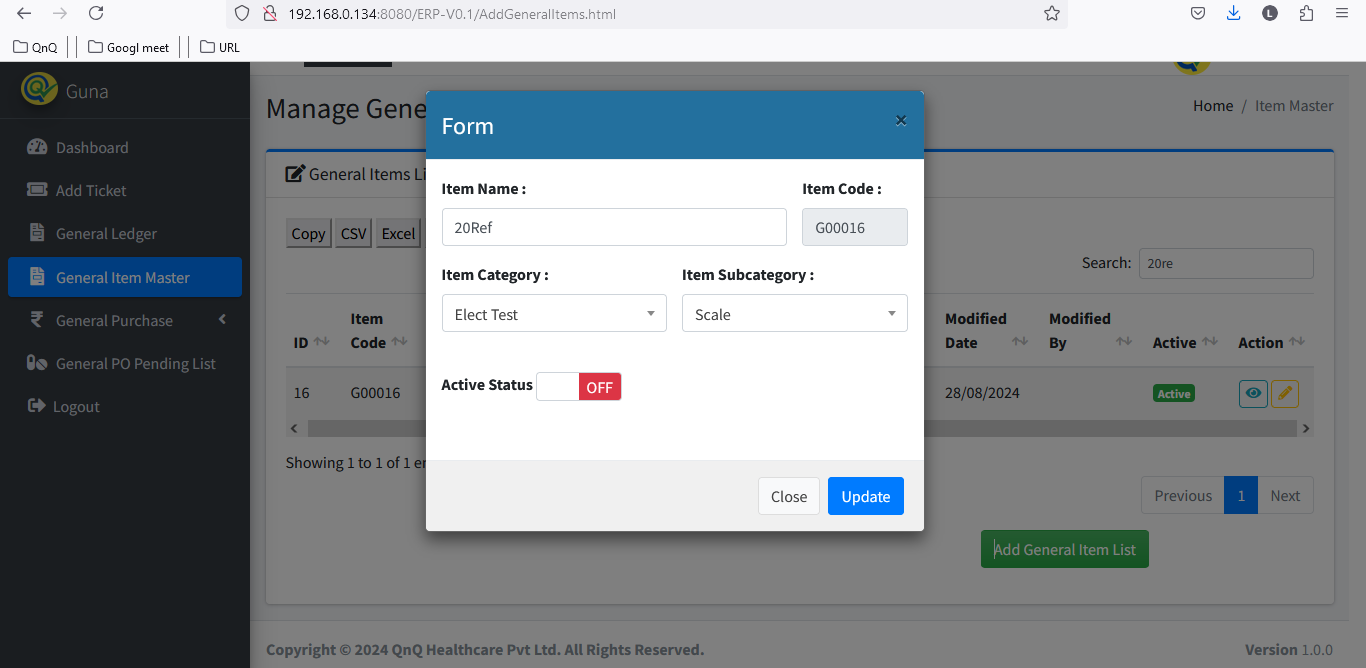 192.168.0.134:8080/ERP-V0.1/AddGeneralItems.html
L
QnQ
Googl meet
URL
Guna
Dashboard
Add Ticket
General Ledger
General Item Master
General Purchase
General PO Pending List
Logout
Manage Gene
Home / Item Master
General Items Li
Copy CSV Excel
Search: 20re
ID Item Code Modified Date Modified By Active Action
16 G00016 28/08/2024 Active
Showing 1 to 1 of 1 er
Previous 1 Next
Add General Item List
Form ×
Item Name : Item Code :
20Ref G00016
Item Category : Item Subcategory :
Elect Test Scale
Active Status OFF
Close Update
Copyright © 2024 QnQ Healthcare Pvt Ltd. All Rights Reserved.
Version 1.0.0